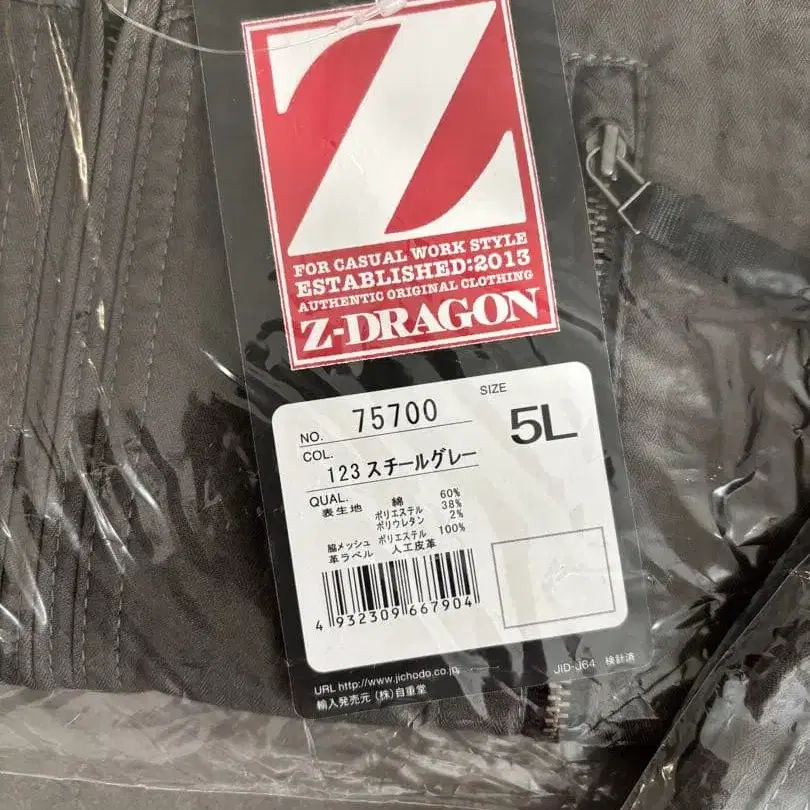 Z
FOR CASUAL WORK STYLE
ESTABLISHED:2013
AUTHENTIC ORIGINAL CLOTHING
Z-DRAGON
NO. 75700
SIZE 5L
COL.
123 スチールグレー
QUAL.
表生地 綿 60%
ポリエステル 38%
ポリウレタン 2%
脇メッシュ ポリエステル 100%
革ラベル 人工皮革
4 932309 667904
URL http://www.jichodo.co.jp
JID-J64 検針済
輸入発売元 (株)自重堂